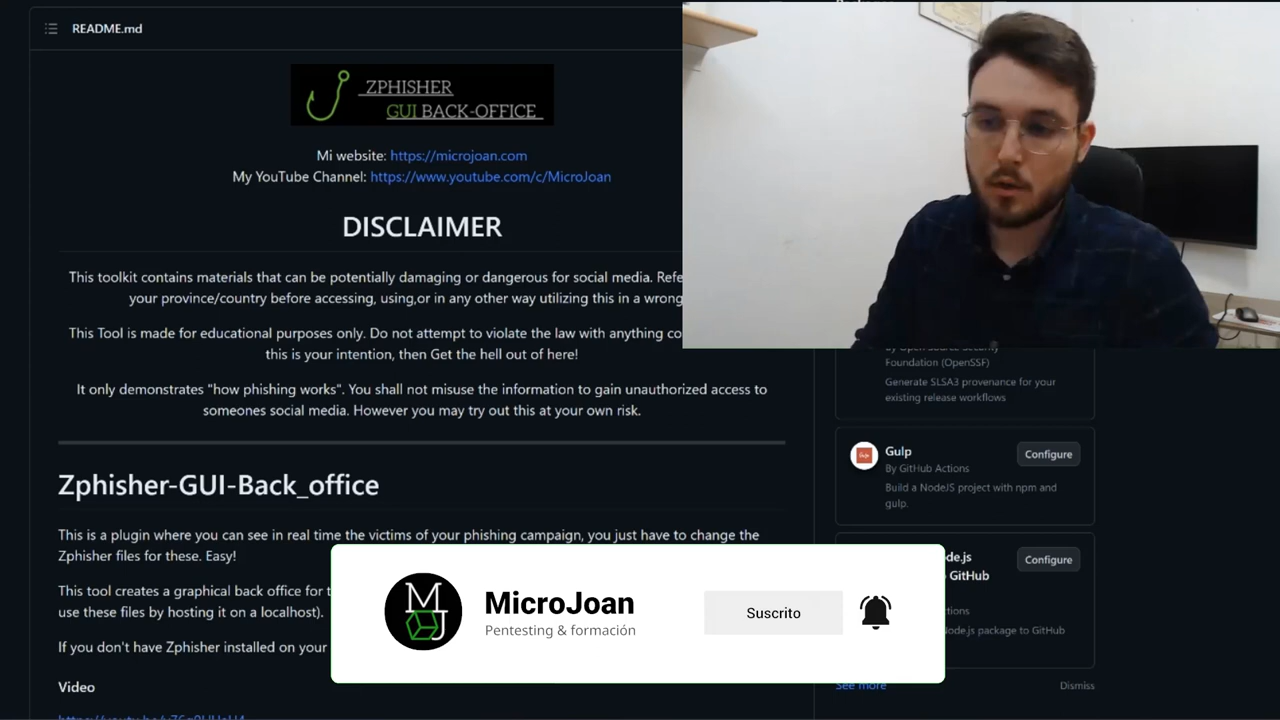 README.md
ZPHISHER
GUI BACK-OFFICE
Mi website: https://microjoan.com
My YouTube Channel: https://www.youtube.com/c/MicroJoan
DISCLAIMER
This toolkit contains materials that can be potentially damaging or dangerous for social media.
your province/country before accessing, using,or in any other way utilizing this in a wrong
This Tool is made for educational purposes only. Do not attempt to violate the law with anything
this is your intention, then Get the hell out of here!
It only demonstrates "how phishing works". You shall not misuse the information to gain unauthorized access to
someones social media. However you may try out this at your own risk.
Zphisher-GUI-Back_office
This is a plugin where you can see in real time the victims of your phishing campaign, you just have to change the
Zphisher files for these. Easy!
This tool creates a graphical back office for
use these files by hosting it on a localhost).
If you don't have Zphisher installed on your
Video
MicroJoan
Pentesting & formación
Suscrito
Foundation (OpenSSF)
Generate SLSA3 provenance for your
existing release workflows
Gulp
Configure
By GitHub Actions
Build a NodeJS project with npm and
gulp.
de.js
GitHub
Configure
ctions
ode.js package to GitHub
See more
Dismiss